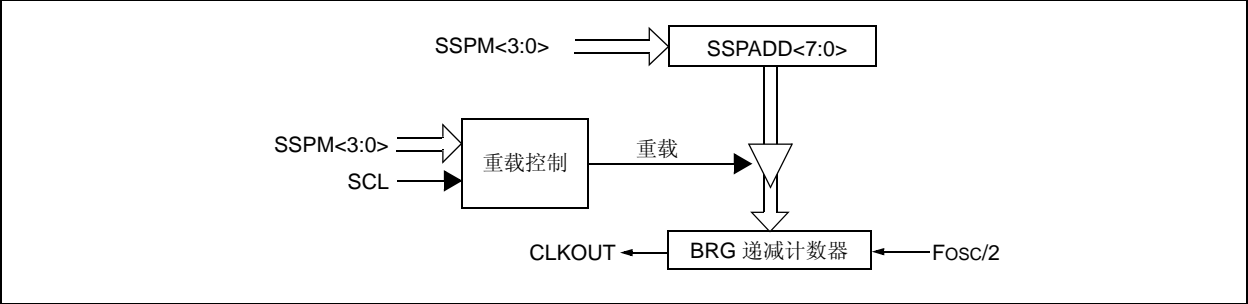 SSPM<3:0>
SSPADD<7:0>
SSPM<3:0>
SCL
重载控制
重载
CLKOUT
BRG 递减计数器
Fosc/2